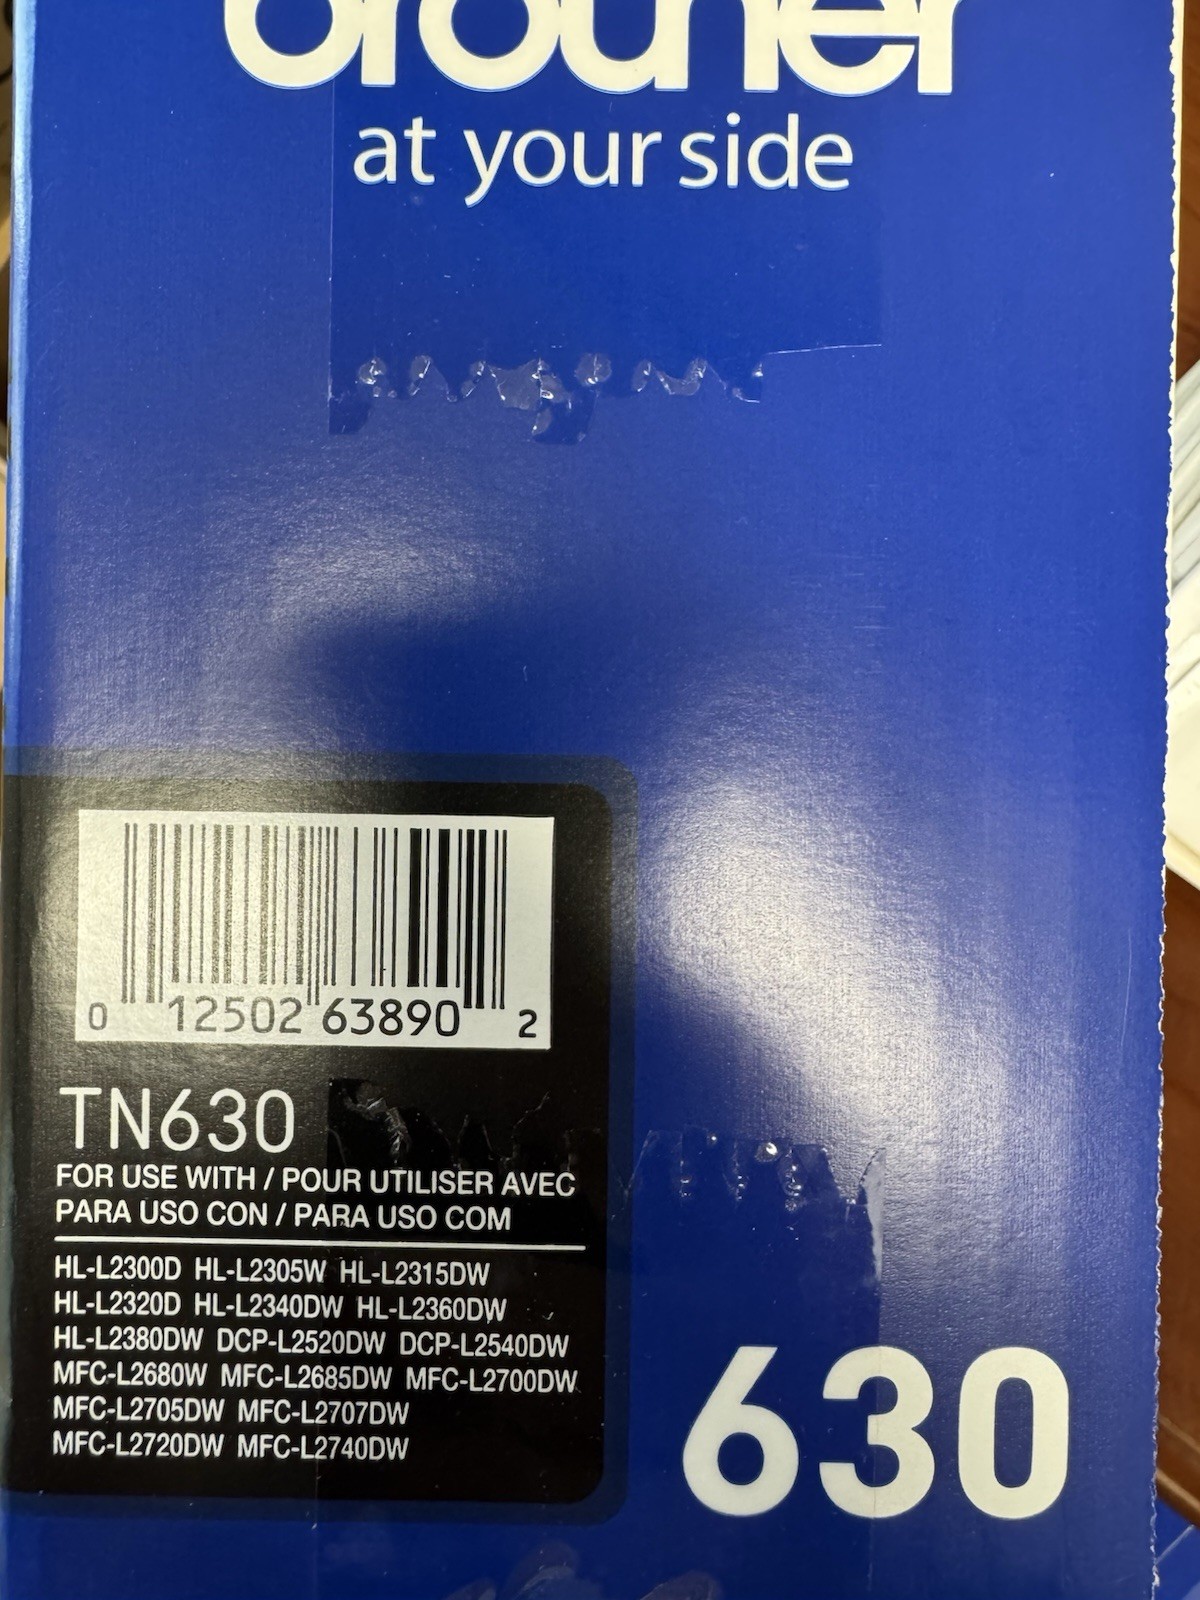 brother
at your side
0 12502 63890 2
TN630
FOR USE WITH / POUR UTILISER AVEC
PARA USO CON / PARA USO COM
HL-L2300D HL-L2305W HL-L2315DW
HL-L2320D HL-L2340DW HL-L2360DW
HL-L2380DW DCP-L2520DW DCP-L2540DW
MFC-L2680W MFC-L2685DW MFC-L2700DW
MFC-L2705DW MFC-L2707DW
MFC-L2720DW MFC-L2740DW
630